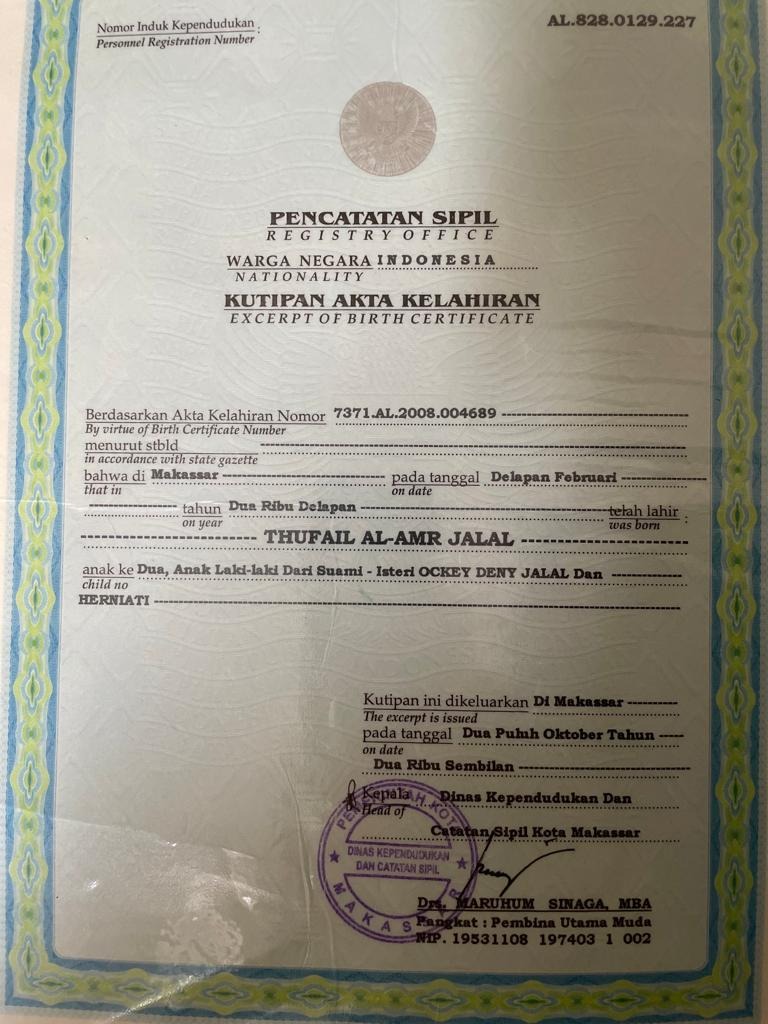 Nomor Induk Kependudukan : AL.828.0129.227
Personnel Registration Number
PENCATATAN SIPIL
REGISTRY OFFICE
WARGA NEGARA INDONESIA
NATIONALITY
KUTIPAN AKTA KELAHIRAN
EXCERPT OF BIRTH CERTIFICATE
Berdasarkan Akta Kelahiran Nomor 7371.AL.2008.004689
By virtue of Birth Certificate Number
menurut stbld
in accordance with state gazette
bahwa di Makassar pada tanggal Delapan Februari
that in on date
tahun Dua Ribu Delapan telah lahir :
on year was born
THUFAIL AL-AMR JALAL
anak ke Dua, Anak Laki-laki Dari Suami - Isteri OCKEY DENY JALAL Dan
child no
HERNIATI
Kutipan ini dikeluarkan Di Makassar
The excerpt is issued
pada tanggal Dua Puluh Oktober Tahun
on date
Dua Ribu Sembilan
Kepala Dinas Kependudukan Dan
Head of
Catatan Sipil Kota Makassar
PEMERINTAH KOTA
DINAS KEPENDUDUKAN
DAN CATATAN SIPIL
MAKASSAR
Drs. MARUHUM SINAGA, MBA
Pangkat : Pembina Utama Muda
NIP. 19531108 197403 1 002